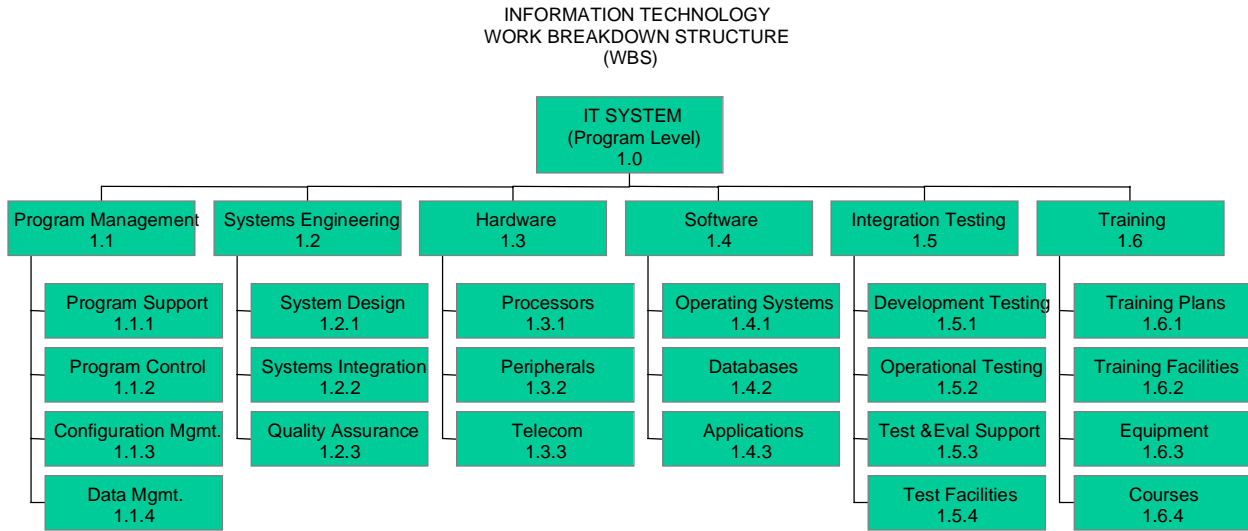 INFORMATION TECHNOLOGY
WORK BREAKDOWN STRUCTURE
(WBS)
IT SYSTEM
(Program Level)
1.0
Program Management
1.1
Systems Engineering
1.2
Hardware
1.3
Software
1.4
Integration Testing
1.5
Training
1.6
Program Support
1.1.1
System Design
1.2.1
Processors
1.3.1
Operating Systems
1.4.1
Development Testing
1.5.1
Training Plans
1.6.1
Program Control
1.1.2
Systems Integration
1.2.2
Peripherals
1.3.2
Databases
1.4.2
Operational Testing
1.5.2
Training Facilities
1.6.2
Configuration Mgmt.
1.1.3
Quality Assurance
1.2.3
Telecom
1.3.3
Applications
1.4.3
Test &Eval Support
1.5.3
Equipment
1.6.3
Data Mgmt.
1.1.4
Test Facilities
1.5.4
Courses
1.6.4